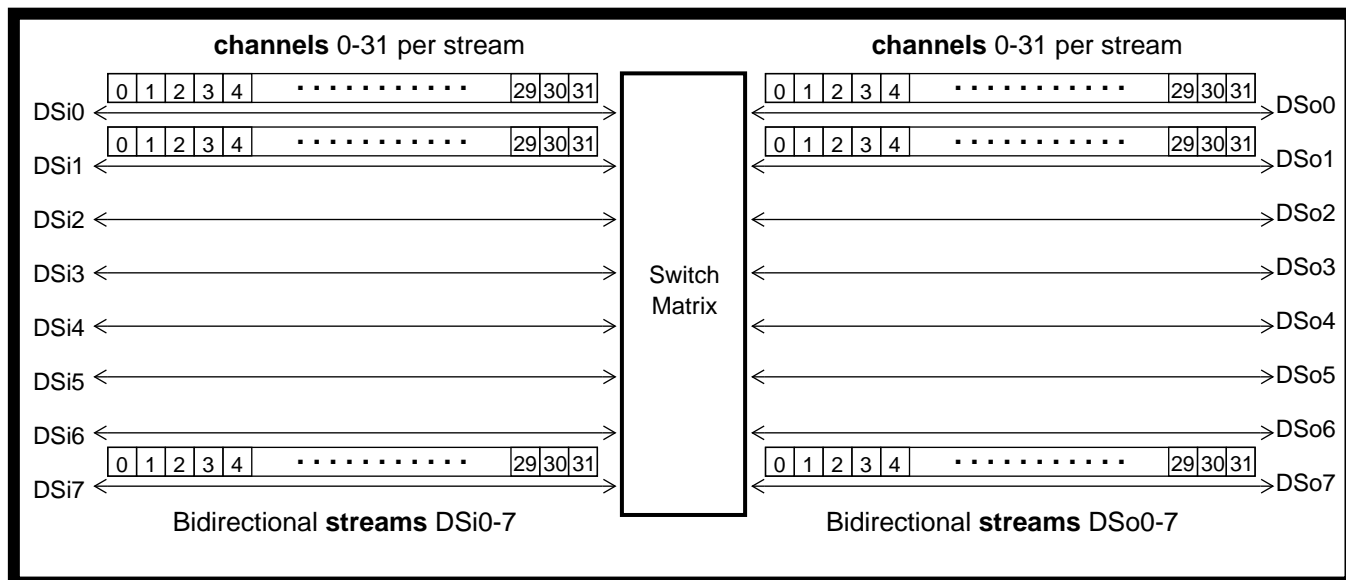 channels 0-31 per stream channels 0-31 per stream
0 1 2 3 4 ........... 29 30 31 0 1 2 3 4 ........... 29 30 31
DSi0 DSo0
0 1 2 3 4 ........... 29 30 31 0 1 2 3 4 ........... 29 30 31
DSi1 DSo1
DSi2 DSo2
DSi3 Switch DSo3
Matrix
DSi4 DSo4
DSi5 DSo5
DSi6 DSo6
0 1 2 3 4 ........... 29 30 31 0 1 2 3 4 ........... 29 30 31
DSi7 DSo7
Bidirectional streams DSi0-7 Bidirectional streams DSo0-7